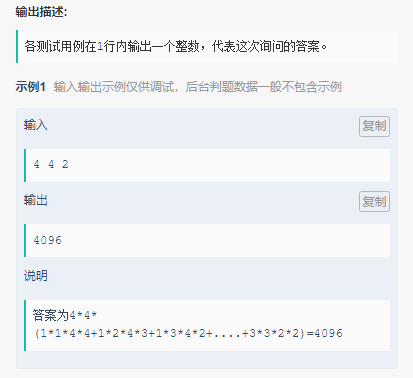 输出描述:
各测试用例在1行内输出一个整数，代表这次询问的答案。
示例1 输入输出示例仅供调试，后台判题数据一般不包含示例
输入
复制
4 4 2
输出
复制
4096
说明
答案为4*4*
(1*1*4*4+1*2*4*3+1*3*4*2+....+3*3*2*2)=4096